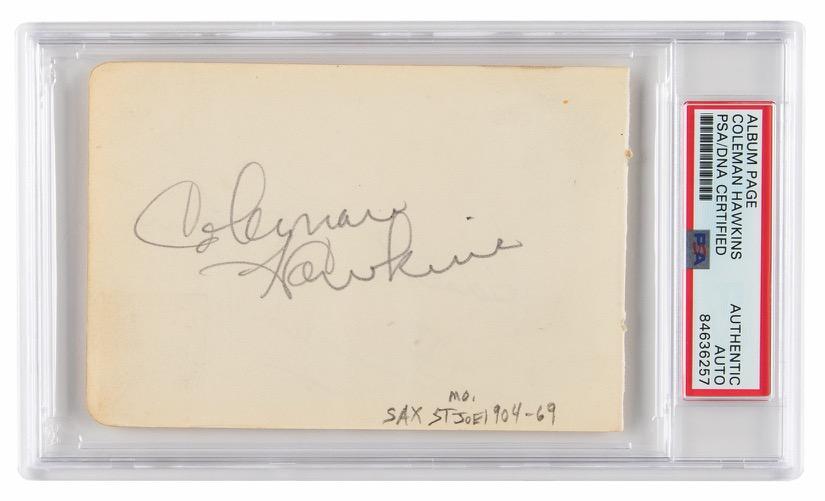 Coleman
Hawkins
MO.
SAX ST JOE 1904-69
ALBUM PAGE
COLEMAN HAWKINS
PSA/DNA CERTIFIED
PSA
AUTHENTIC
AUTO
84636257